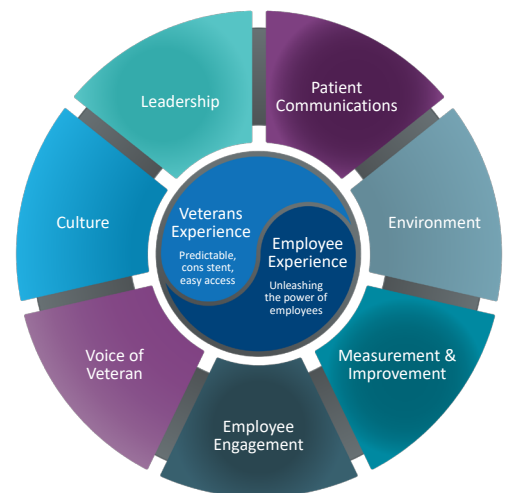 Leadership
Patient
Communications
Culture
Environment
Veterans
Experience
Predictable,
cons stent,
easy access
Employee
Experience
Unleashing
the power of
employees
Voice of
Veteran
Measurement &
Improvement
Employee
Engagement